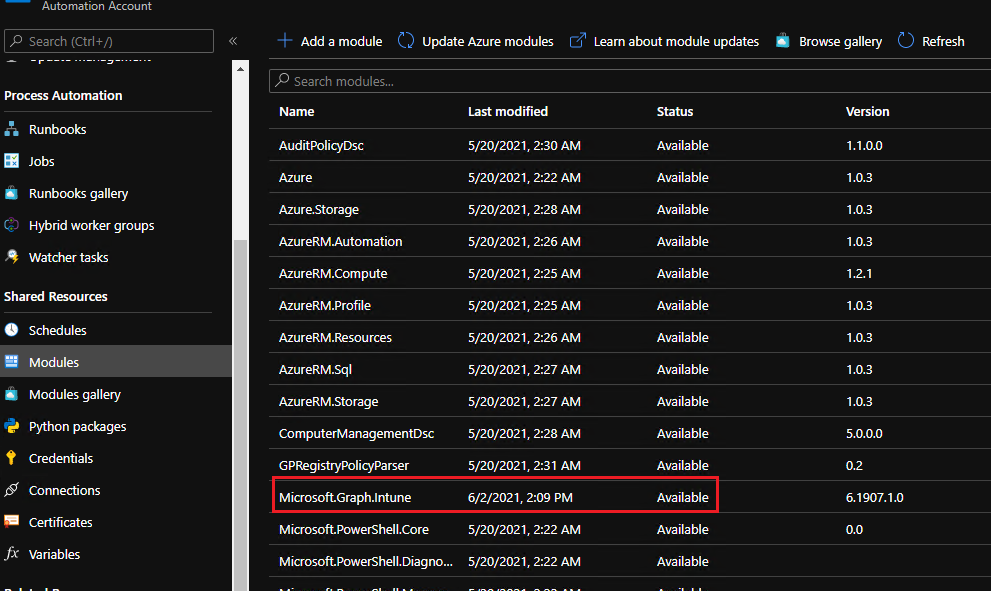 Automation Account
Search (Ctrl+/)
«
Update Management
Process Automation
Runbooks
Jobs
Runbooks gallery
Hybrid worker groups
Watcher tasks
Shared Resources
Schedules
Modules
Modules gallery
Python packages
Credentials
Connections
Certificates
Variables
Add a module Update Azure modules Learn about module updates Browse gallery Refresh
Search modules...
Name Last modified Status Version
AuditPolicyDsc 5/20/2021, 2:30 AM Available 1.1.0.0
Azure 5/20/2021, 2:22 AM Available 1.0.3
Azure.Storage 5/20/2021, 2:28 AM Available 1.0.3
AzureRM.Automation 5/20/2021, 2:26 AM Available 1.0.3
AzureRM.Compute 5/20/2021, 2:25 AM Available 1.2.1
AzureRM.Profile 5/20/2021, 2:25 AM Available 1.0.3
AzureRM.Resources 5/20/2021, 2:26 AM Available 1.0.3
AzureRM.Sql 5/20/2021, 2:27 AM Available 1.0.3
AzureRM.Storage 5/20/2021, 2:27 AM Available 1.0.3
ComputerManagementDsc 5/20/2021, 2:28 AM Available 5.0.0.0
GPRegistryPolicyParser 5/20/2021, 2:31 AM Available 0.2
Microsoft.Graph.Intune 6/2/2021, 2:09 PM Available 6.1907.1.0
Microsoft.PowerShell.Core 5/20/2021, 2:22 AM Available 0.0
Microsoft.PowerShell.Diagno... 5/20/2021, 2:22 AM Available